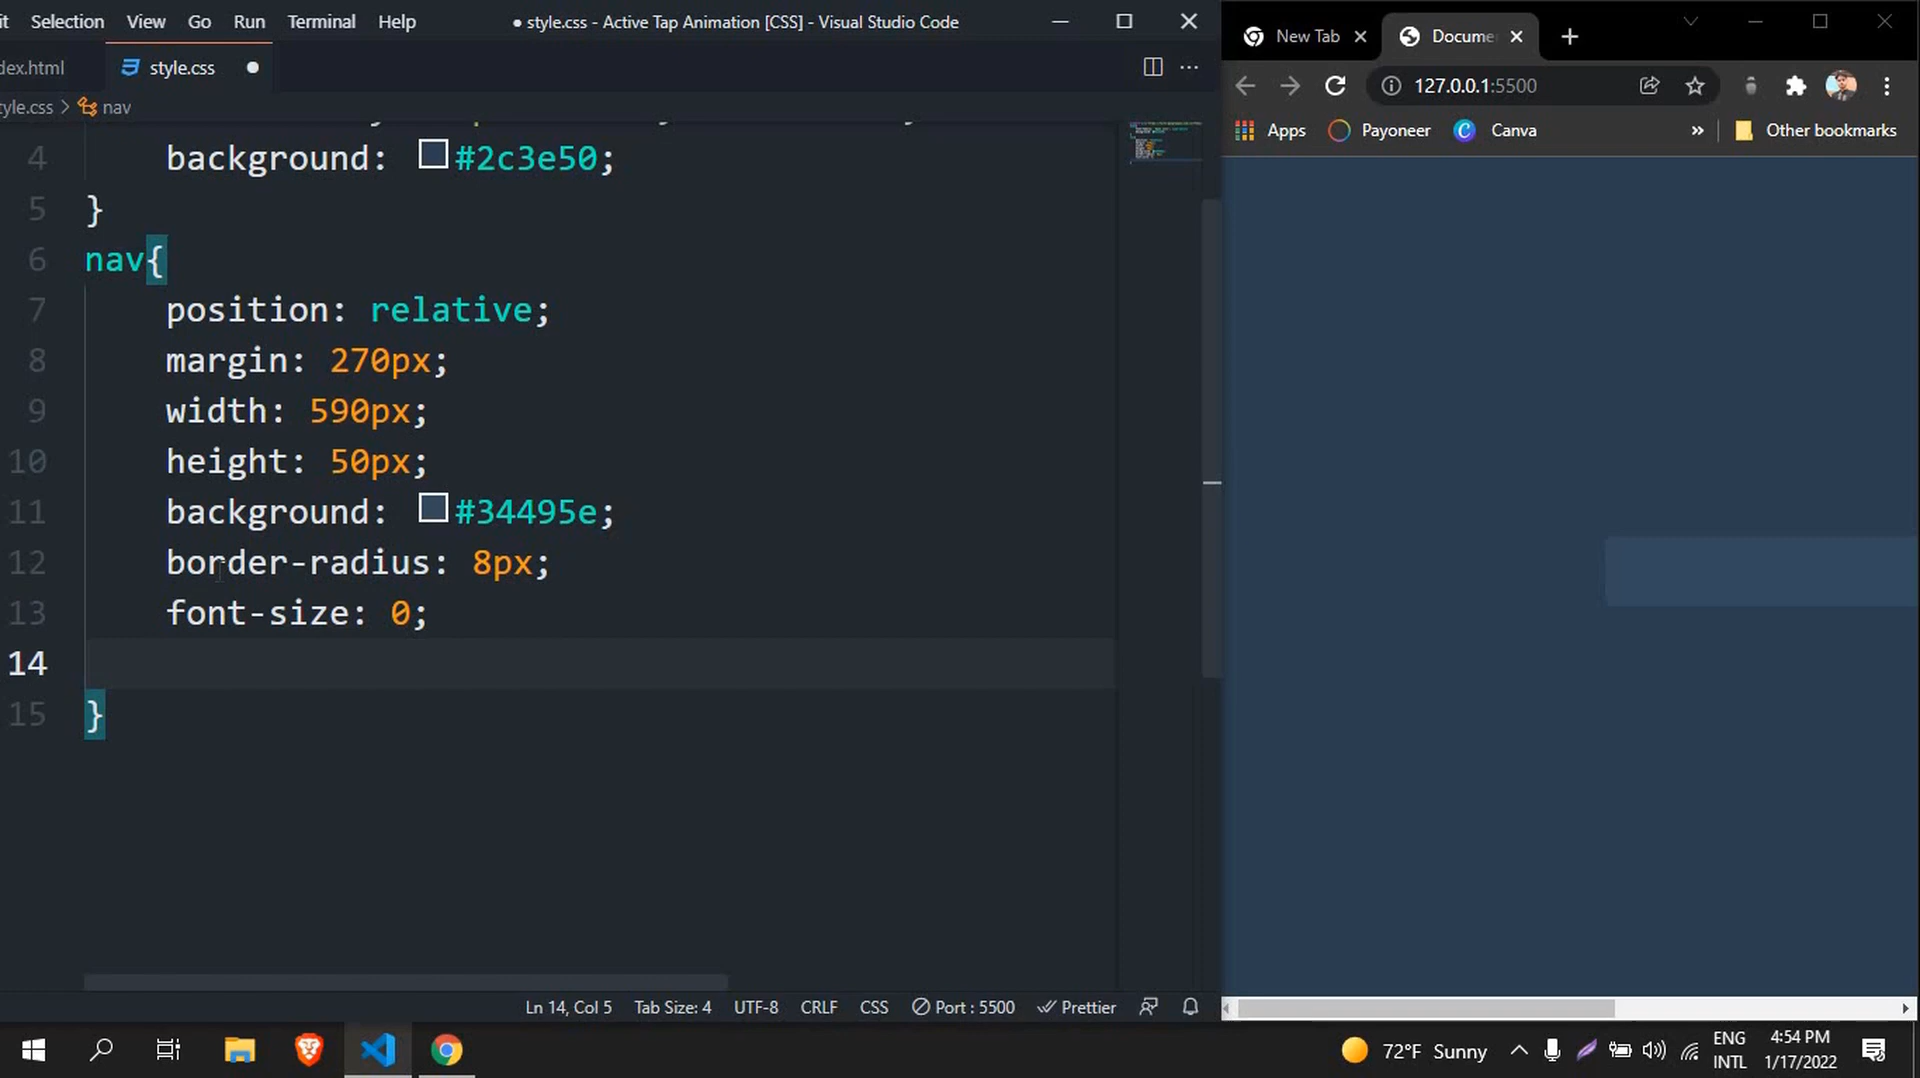 Selection View Go Run Terminal Help ● style.css - Active Tap Animation [CSS] - Visual Studio Code
dex.html style.css
tyle.css > nav
4 background: #2c3e50;
5 }
6 nav{
7 position: relative;
8 margin: 270px;
9 width: 590px;
10 height: 50px;
11 background: #34495e;
12 border-radius: 8px;
13 font-size: 0;
14
15 }
Ln 14, Col 5 Tab Size: 4 UTF-8 CRLF CSS Port : 5500 Prettier
New Tab Docume
127.0.0.1:5500
Apps Payoneer Canva » Other bookmarks
72°F Sunny
ENG
INTL
4:54 PM
1/17/2022